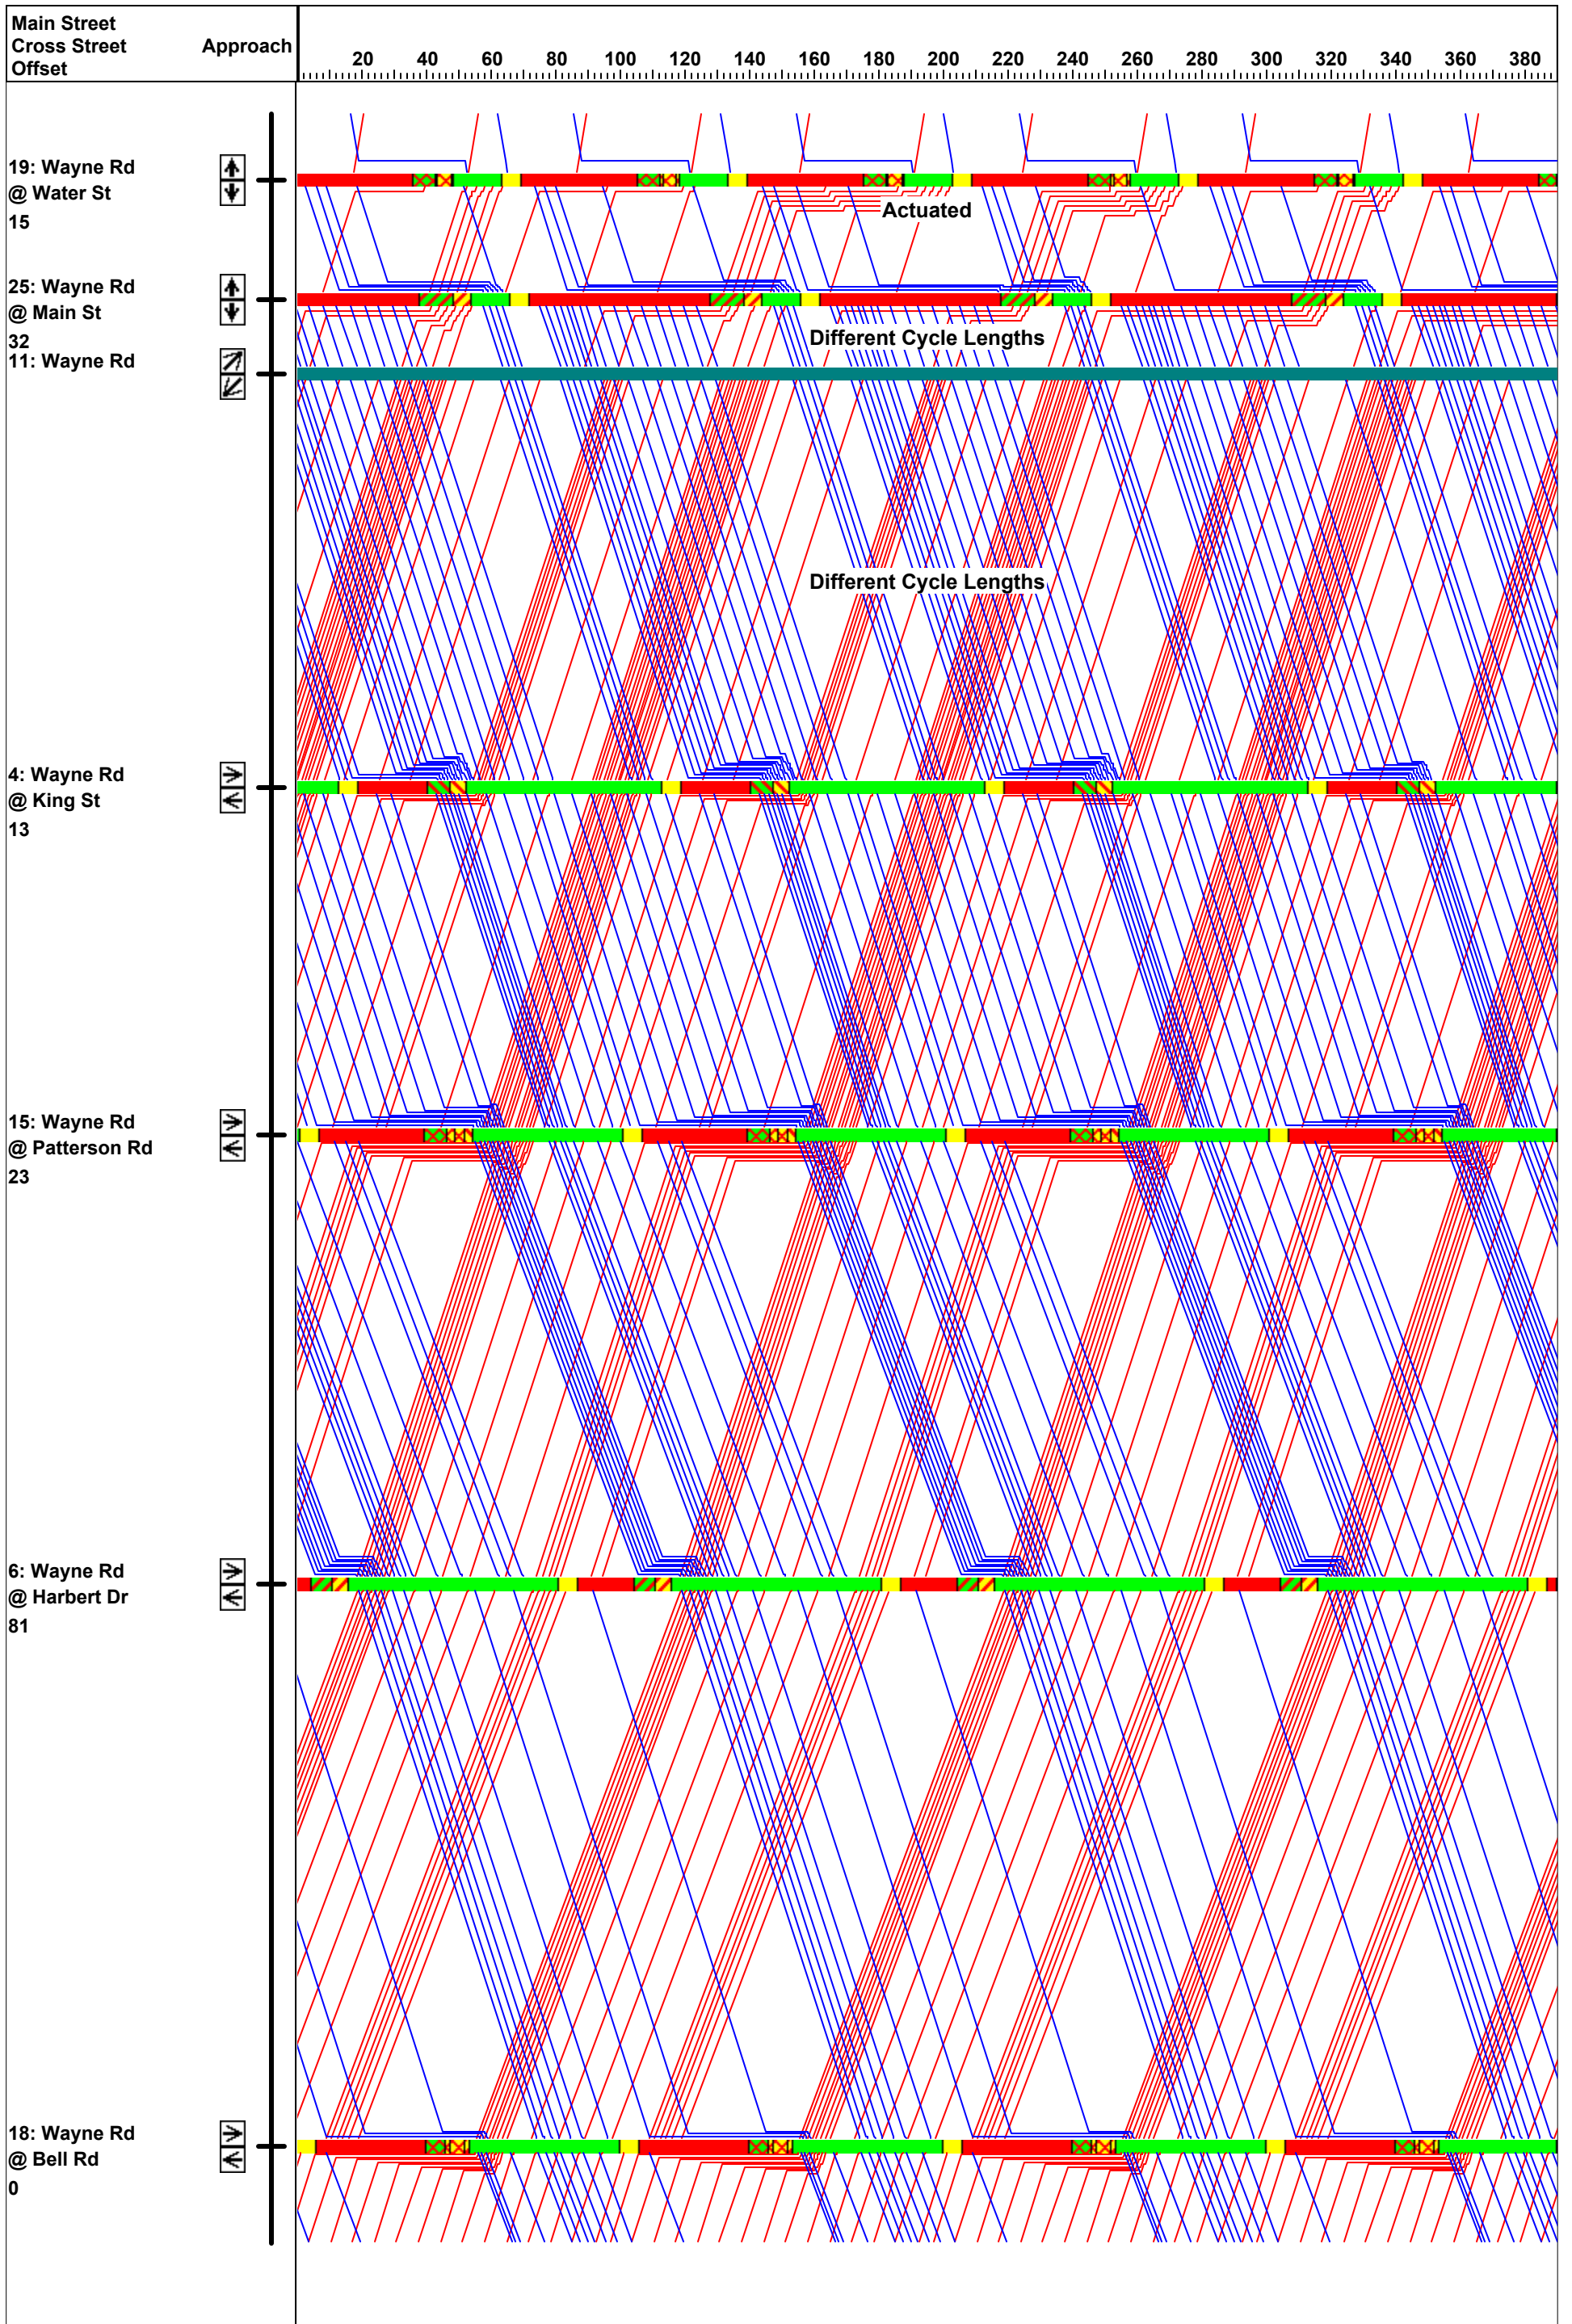 Main Street
Cross Street Approach
Offset
20 40 60 80 100 120 140 160 180 200 220 240 260 280 300 320 340 360 380
19: Wayne Rd
@ Water St
15
Actuated
25: Wayne Rd
@ Main St
32
Different Cycle Lengths
11: Wayne Rd
Different Cycle Lengths
4: Wayne Rd
@ King St
13
15: Wayne Rd
@ Patterson Rd
23
6: Wayne Rd
@ Harbert Dr
81
18: Wayne Rd
@ Bell Rd
0